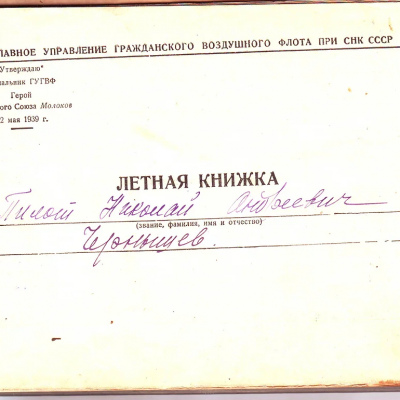 ЛАВНОЕ УПРАВЛЕНИЕ ГРАЖДАНСКОГО ВОЗДУШНОГО ФЛОТА ПРИ СНК СССР
Утверждаю"
чальник ГУГВФ
Герой
ого Союза Молоков
2 мая 1939 г.
ЛЕТНАЯ КНИЖКА
Пилот Николай Андреевич
(звание, фамилия, имя и отчество)
Чернышев.